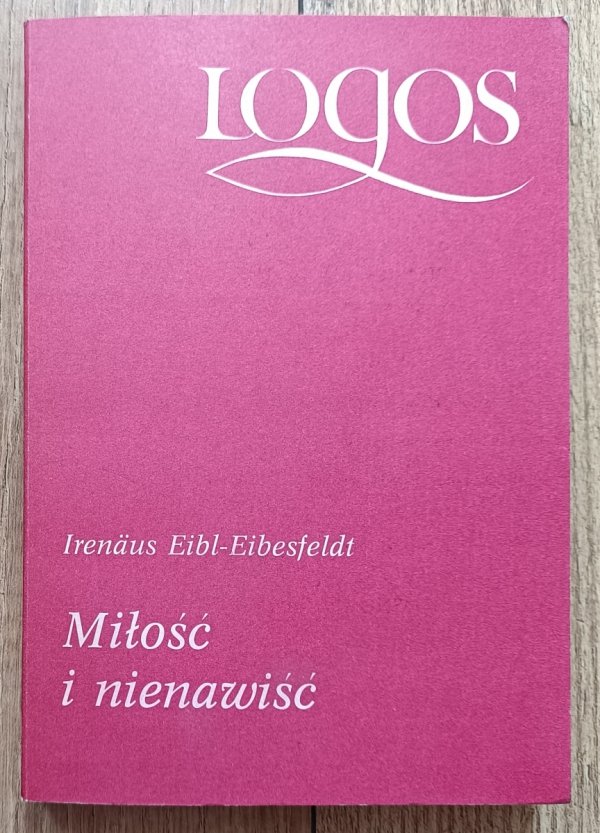 LOGOS
Irenäus Eibl-Eibesfeldt
Miłość
i nienawiść